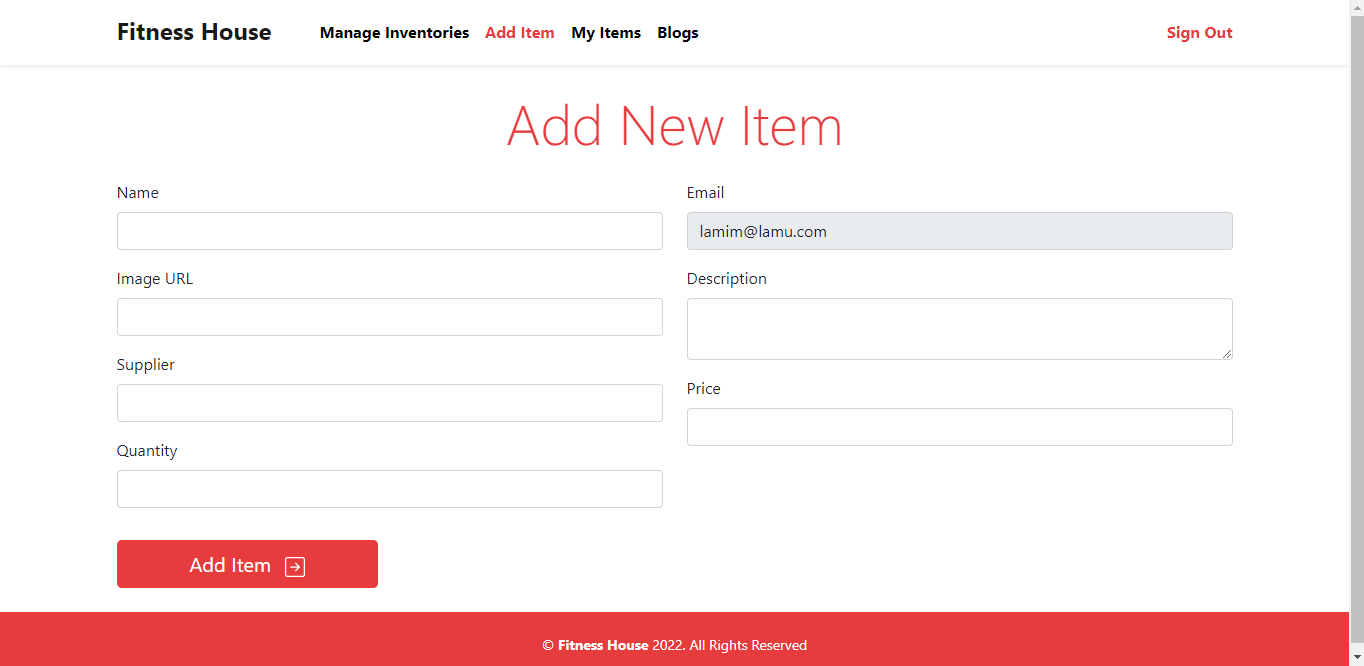 Fitness House
Manage Inventories
Add Item
My Items
Blogs
Sign Out
Add New Item
Name
Email
lamim@lamu.com
Image URL
Description
Supplier
Price
Quantity
Add Item
© Fitness House 2022. All Rights Reserved